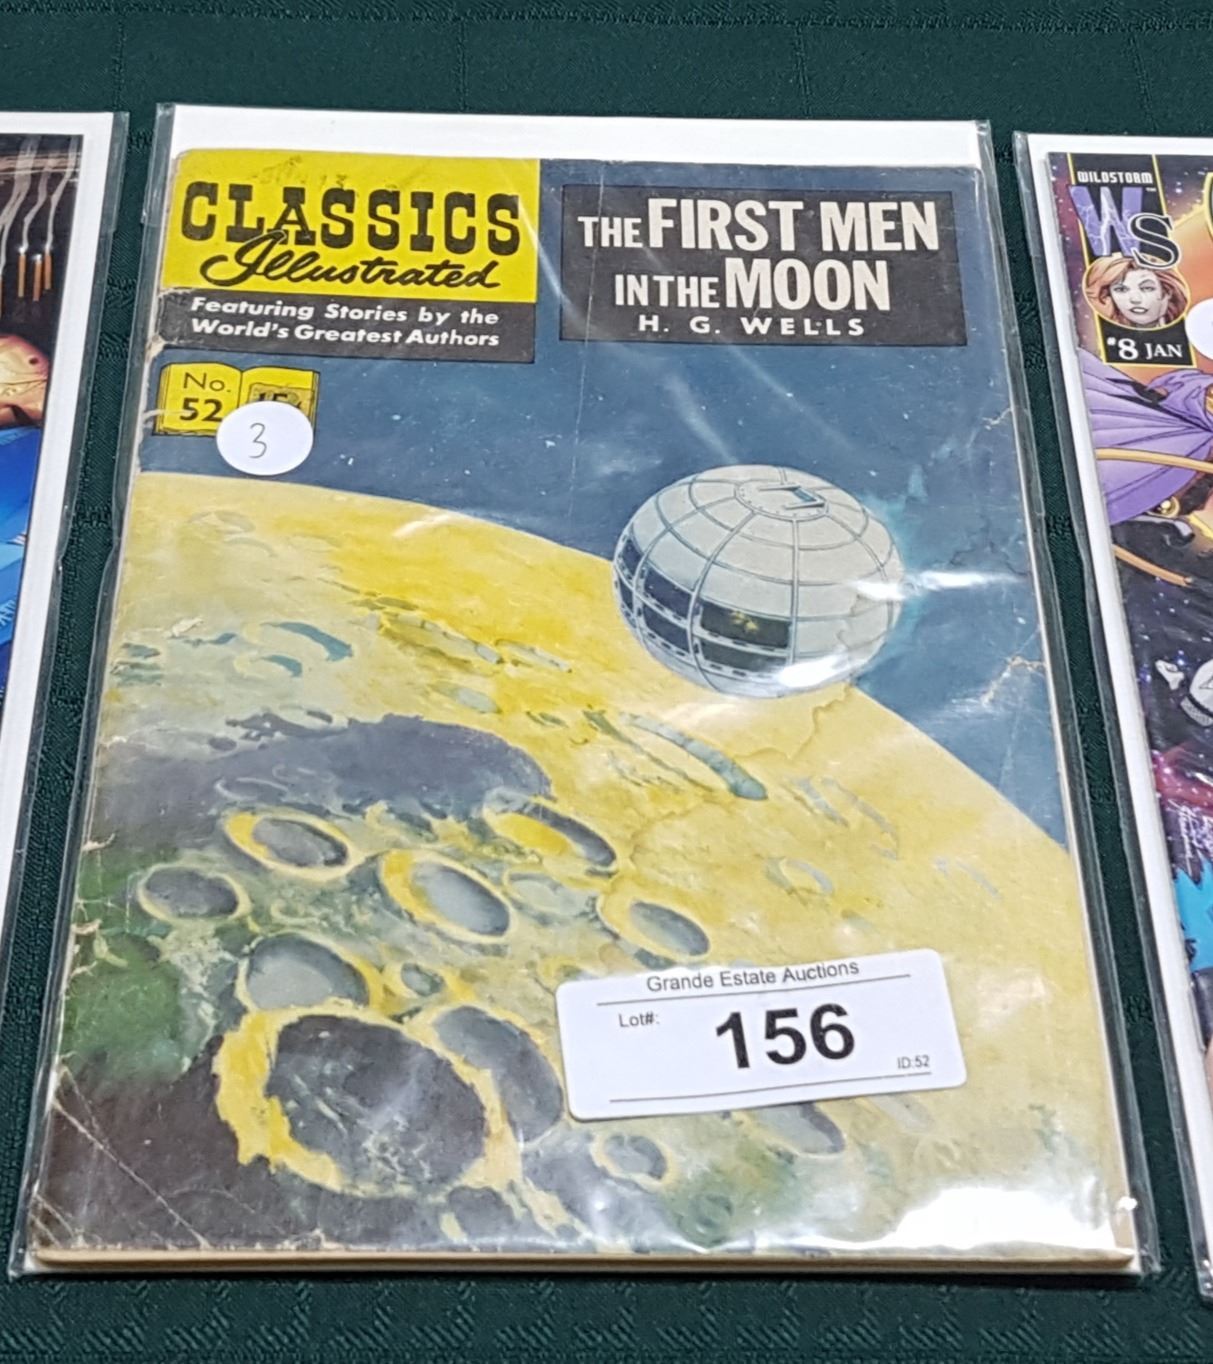 CLASSICS
Illustrated
Featuring Stories by the
World's Greatest Authors
THE FIRST MEN
IN THE MOON
H. G. WELLS
No.
52
15¢
3
Grande Estate Auctions
Lot#:
156
ID:52
WILDSTORM
WS
#8 JAN